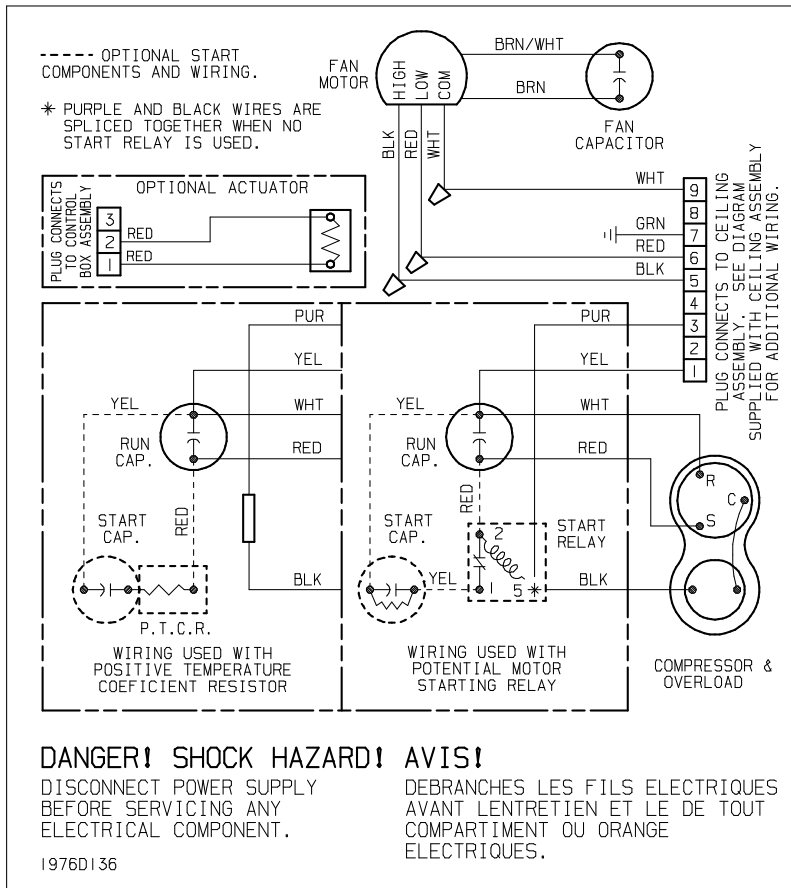 ----- OPTIONAL START
COMPONENTS AND WIRING.
* PURPLE AND BLACK WIRES ARE
SPLICED TOGETHER WHEN NO
START RELAY IS USED.
FAN
MOTOR
HIGH
LOW
COM
BRN/WHT
BRN
FAN
CAPACITOR
BLK
RED
WHT
OPTIONAL ACTUATOR
PLUG CONNECTS
TO CONTROL
BOX ASSEMBLY
3
2
1
RED
RED
WHT
GRN
RED
BLK
PUR
YEL
9
8
7
6
5
4
3
2
1
PLUG CONNECTS TO CEILING
ASSEMBLY. SEE DIAGRAM
SUPPLIED WITH CEILING ASSEMBLY
FOR ADDITIONAL WIRING.
PUR
YEL
YEL
WHT
RUN
CAP.
RED
START
CAP.
RED
BLK
P.T.C.R.
WIRING USED WITH
POSITIVE TEMPERATURE
COEFICIENT RESISTOR
YEL
WHT
RUN
CAP.
RED
RED
START
CAP.
2
START
RELAY
YEL
1
5
*
BLK
WIRING USED WITH
POTENTIAL MOTOR
STARTING RELAY
R
C
S
COMPRESSOR &
OVERLOAD
DANGER! SHOCK HAZARD!
DISCONNECT POWER SUPPLY
BEFORE SERVICING ANY
ELECTRICAL COMPONENT.
AVIS!
DEBRANCHES LES FILS ELECTRIQUES
AVANT LENTRETIEN ET LE DE TOUT
COMPARTIMENT OU ORANGE
ELECTRIQUES.
1976D136